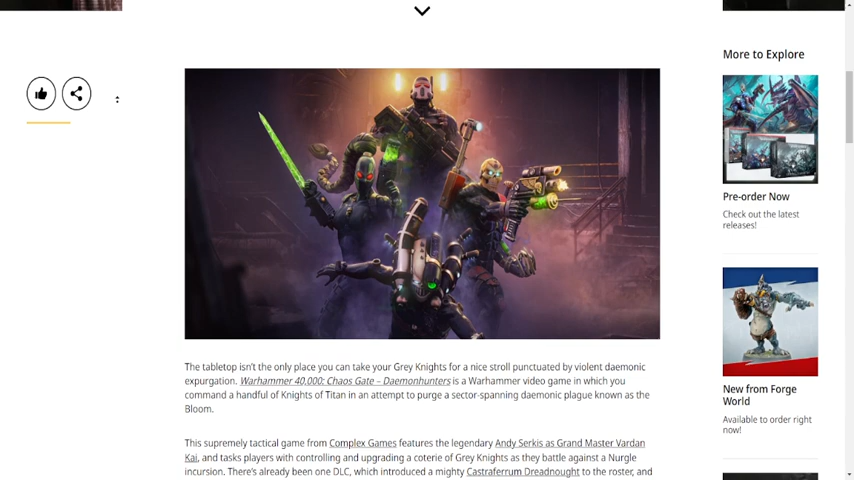 More to Explore
Pre-order Now
Check out the latest
releases!
New from Forge
World
Available to order right
now!
The tabletop isn't the only place you can take your Grey Knights for a nice stroll punctuated by violent daemonic
expurgation. Warhammer 40,000: Chaos Gate – Daemonhunters is a Warhammer video game in which you
command a handful of Knights of Titan in an attempt to purge a sector-spanning daemonic plague known as the
Bloom.
This supremely tactical game from Complex Games features the legendary Andy Serkis as Grand Master Vardan
Kai, and tasks players with controlling and upgrading a coterie of Grey Knights as they battle against a Nurgle
incursion. There's already been one DLC, which introduced a mighty Castraferrum Dreadnought to the roster, and